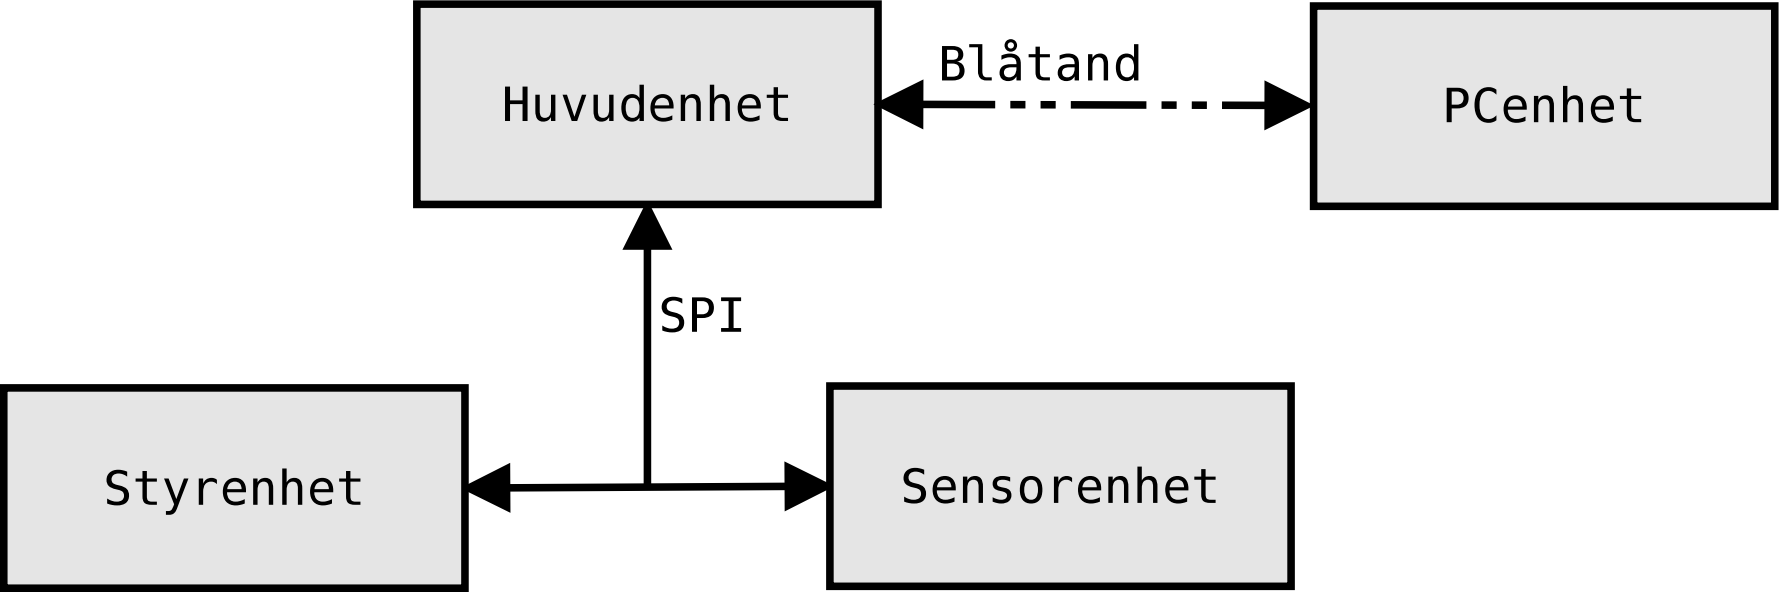 Blåtand
Huvudenhet
PCenhet
SPI
Styrenhet
Sensorenhet